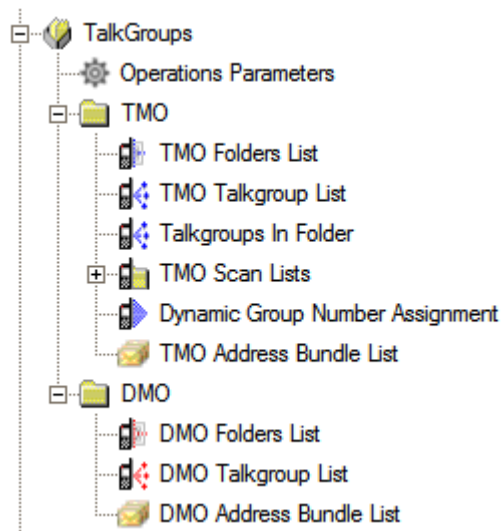 TalkGroups
Operations Parameters
TMO
TMO Folders List
TMO Talkgroup List
Talkgroups In Folder
TMO Scan Lists
Dynamic Group Number Assignment
TMO Address Bundle List
DMO
DMO Folders List
DMO Talkgroup List
DMO Address Bundle List